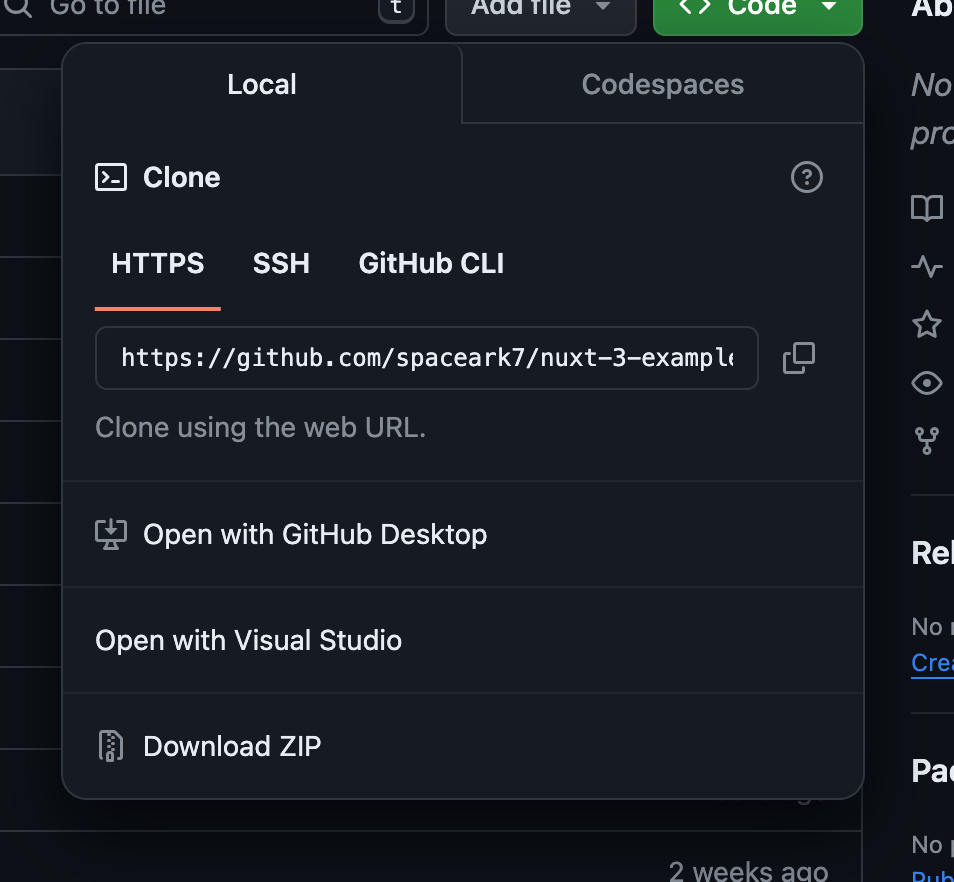 Go to file
t
Add file
Code
Local
Codespaces
Clone
HTTPS
SSH
GitHub CLI
https://github.com/spaceark7/nuxt-3-example
Clone using the web URL.
Open with GitHub Desktop
Open with Visual Studio
Download ZIP
2 weeks ago
Ab
No
pro
Rel
No
Crea
Pac
No
Pub